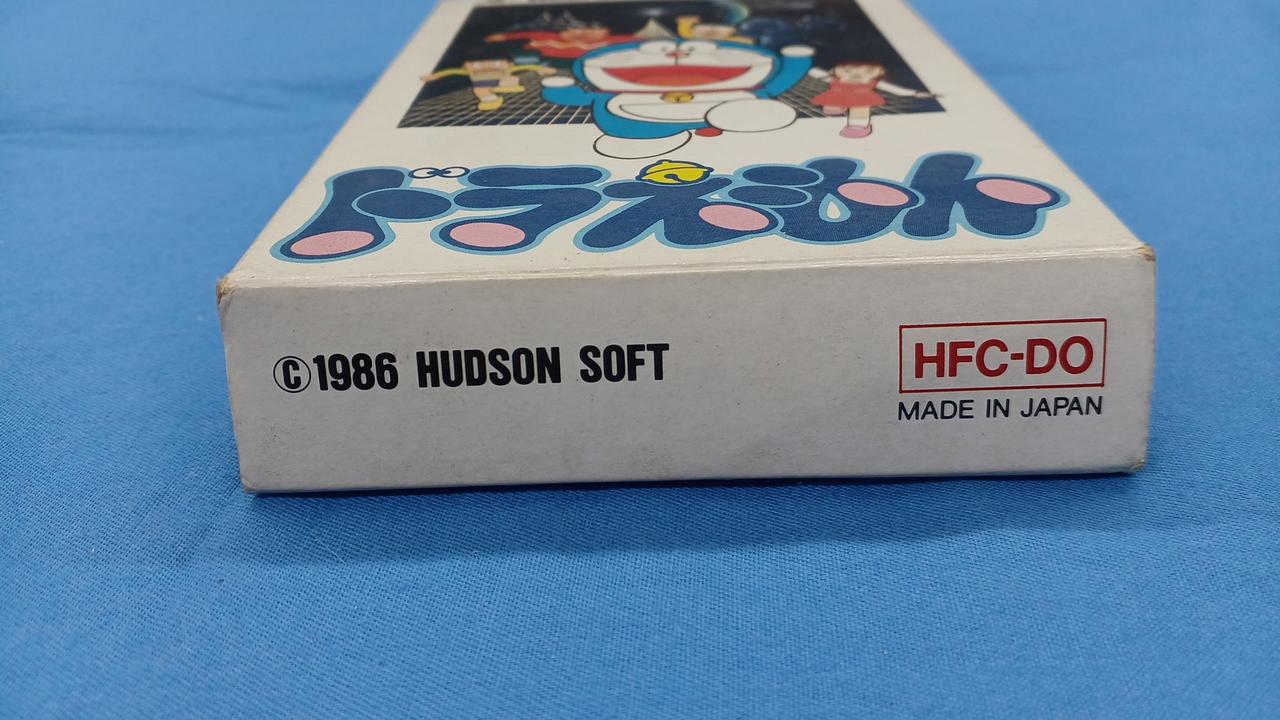 ドラえもん
©1986 HUDSON SOFT
HFC-DO
MADE IN JAPAN